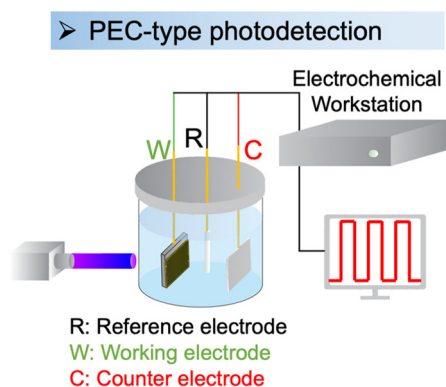 ➤ PEC-type photodetection
Electrochemical
Workstation
W
R
C
R: Reference electrode
W: Working electrode
C: Counter electrode